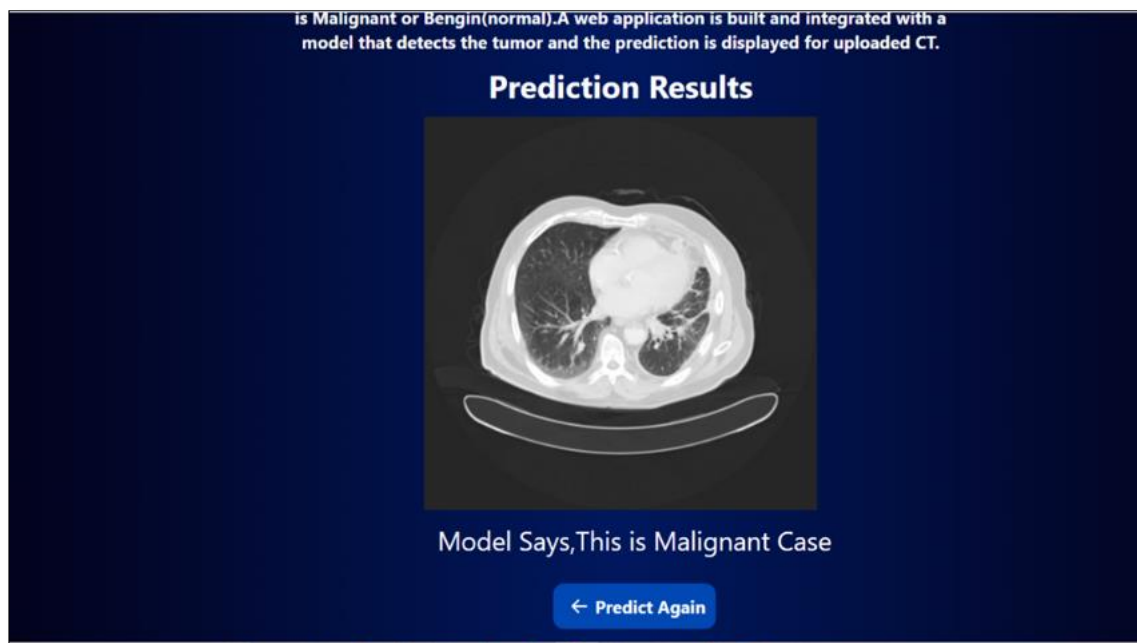 is Malignant or Bengin(normal).A web application is built and integrated with a
model that detects the tumor and the prediction is displayed for uploaded CT.
Prediction Results
Model Says,This is Malignant Case
← Predict Again